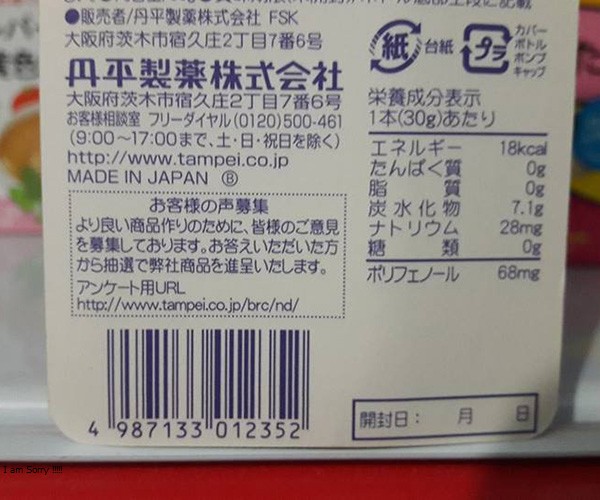 ●販売者/丹平製薬株式会社 FSK
大阪府茨木市宿久庄2丁目7番6号
丹平製薬株式会社
大阪府茨木市宿久庄2丁目7番6号
お客様相談室 フリーダイヤル(0120)500-461
(9:00〜17:00まで、土・日・祝日を除く)
http://www.tampei.co.jp
MADE IN JAPAN Ⓑ
お客様の声募集
より良い商品作りのために、皆様のご意見
を募集しております。お答えいただいた方
から抽選で弊社商品を進呈いたします。
アンケート用URL
http://www.tampei.co.jp/brc/nd/
4 987133 012352
紙 台紙
プラ
カバー
ボトル
ポンプ
キャップ
栄養成分表示
1本(30g)あたり
エネルギー 18kcal
たんぱく質 0g
脂質 0g
炭水化物 7.1g
ナトリウム 28mg
糖類 0g
ポリフェノール 68mg
開封日: 月 日
I am Sorry !!!!!